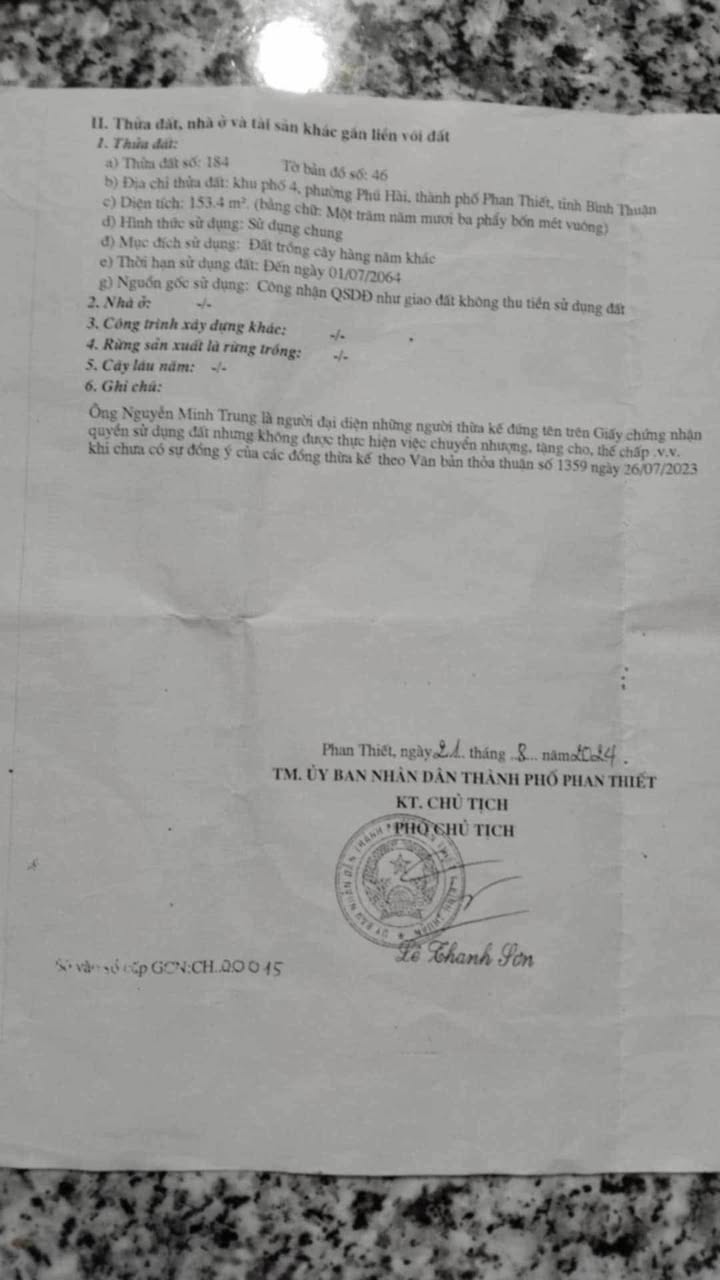 II. Thửa đất, nhà ở và tài sản khác gắn liền với đất
1. Thửa đất:
a) Thửa đất số: 184 Tờ bản đồ số: 46
b) Địa chỉ thửa đất: khu phố 4, phường Phú Hài, thành phố Phan Thiết, tỉnh Bình Thuận
c) Diện tích: 153.4 m². (bằng chữ: Một trăm năm mươi ba phẩy bốn mét vuông)
d) Hình thức sử dụng: Sử dụng chung
đ) Mục đích sử dụng: Đất trồng cây hàng năm khác
e) Thời hạn sử dụng đất: Đến ngày 01/07/2064
g) Nguồn gốc sử dụng: Công nhận QSDĐ như giao đất không thu tiền sử dụng đất
2. Nhà ở: -/-
3. Công trình xây dựng khác: -/-
4. Rừng sản xuất là rừng trồng: -/-
5. Cây lâu năm: -/-
6. Ghi chú:
Ông Nguyễn Minh Trung là người đại diện những người thừa kế đứng tên trên Giấy chứng nhận
quyền sử dụng đất nhưng không được thực hiện việc chuyển nhượng, tặng cho, thế chấp .v.v.
khi chưa có sự đồng ý của các đồng thừa kế theo Văn bản thỏa thuận số 1359 ngày 26/07/2023
Phan Thiết, ngày 21. tháng ..8... năm 2024.
TM. ỦY BAN NHÂN DÂN THÀNH PHỐ PHAN THIẾT
KT. CHỦ TỊCH
PHÓ CHỦ TỊCH
Lê Thanh Sơn
Số vào sổ cấp GCN:CH..00015